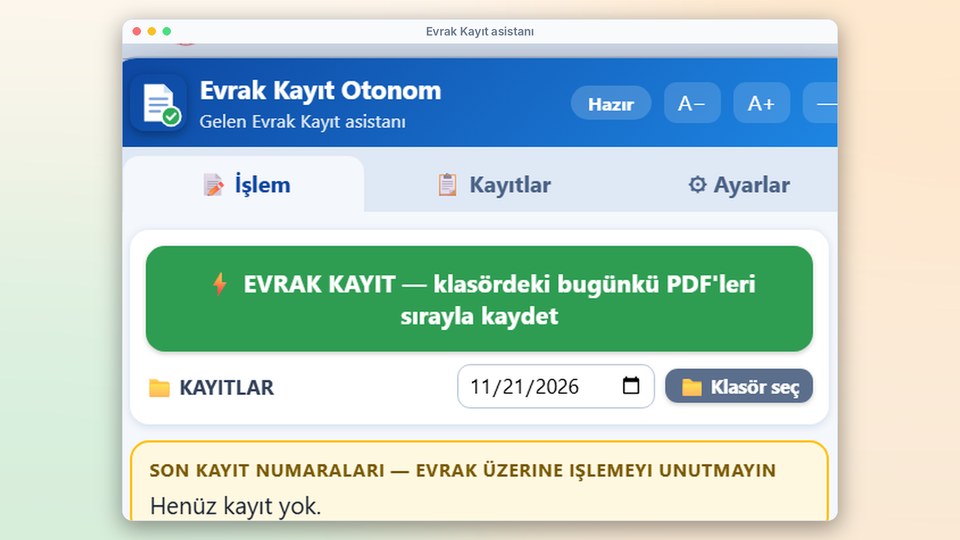 Evrak Kayıt asistanı
Evrak Kayıt Otonom
Gelen Evrak Kayıt asistanı
Hazır
A−
A+
—
İşlem
Kayıtlar
Ayarlar
EVRAK KAYIT — klasördeki bugünkü PDF'leri
sırayla kaydet
KAYITLAR
11/21/2026
Klasör seç
SON KAYIT NUMARALARI — EVRAK ÜZERINE IŞLEMEYI UNUTMAYIN
Henüz kayıt yok.